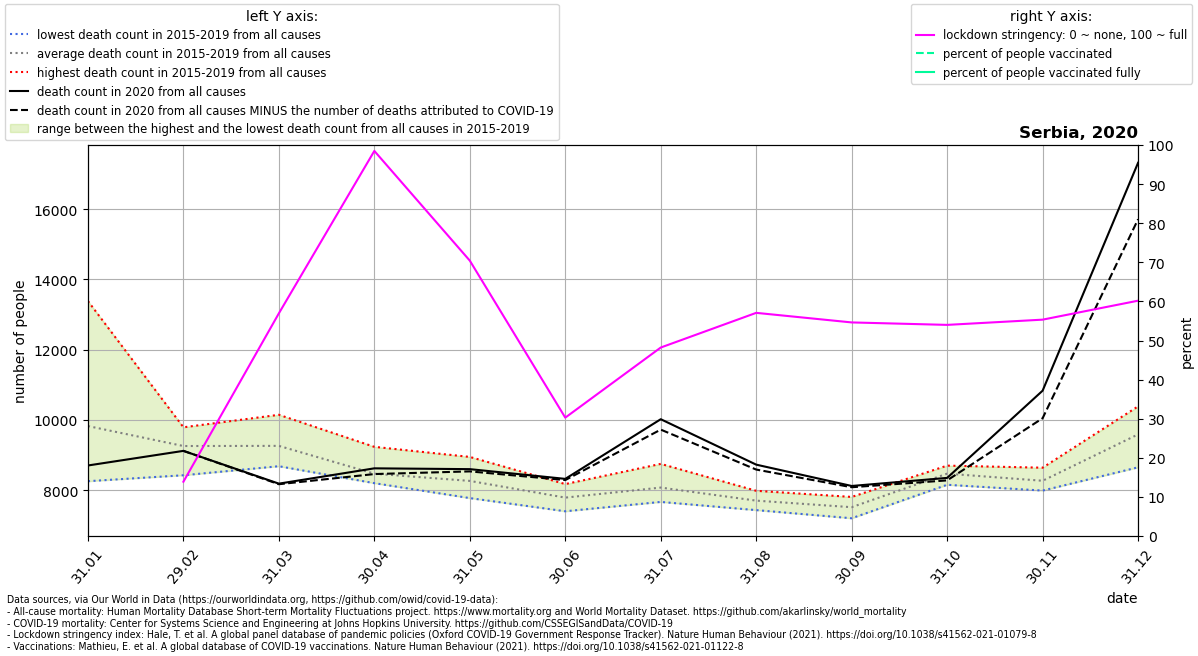 left Y axis:
lowest death count in 2015-2019 from all causes
average death count in 2015-2019 from all causes
highest death count in 2015-2019 from all causes
death count in 2020 from all causes
death count in 2020 from all causes MINUS the number of deaths attributed to COVID-19
range between the highest and the lowest death count from all causes in 2015-2019
right Y axis:
lockdown stringency: 0 ~ none, 100 ~ full
percent of people vaccinated
percent of people vaccinated fully
Serbia, 2020
number of people
16000
14000
12000
10000
8000
100
90
80
70
60
50
40
30
20
10
0
percent
31.01
29.02
31.03
30.04
31.05
30.06
31.07
31.08
30.09
31.10
30.11
31.12
date
Data sources, via Our World in Data (https://ourworldindata.org, https://github.com/owid/covid-19-data):
- All-cause mortality: Human Mortality Database Short-term Mortality Fluctuations project. https://www.mortality.org and World Mortality Dataset. https://github.com/akarlinsky/world_mortality
- COVID-19 mortality: Center for Systems Science and Engineering at Johns Hopkins University. https://github.com/CSSEGISandData/COVID-19
- Lockdown stringency index: Hale, T. et al. A global panel database of pandemic policies (Oxford COVID-19 Government Response Tracker). Nature Human Behaviour (2021). https://doi.org/10.1038/s41562-021-01079-8
- Vaccinations: Mathieu, E. et al. A global database of COVID-19 vaccinations. Nature Human Behaviour (2021). https://doi.org/10.1038/s41562-021-01122-8